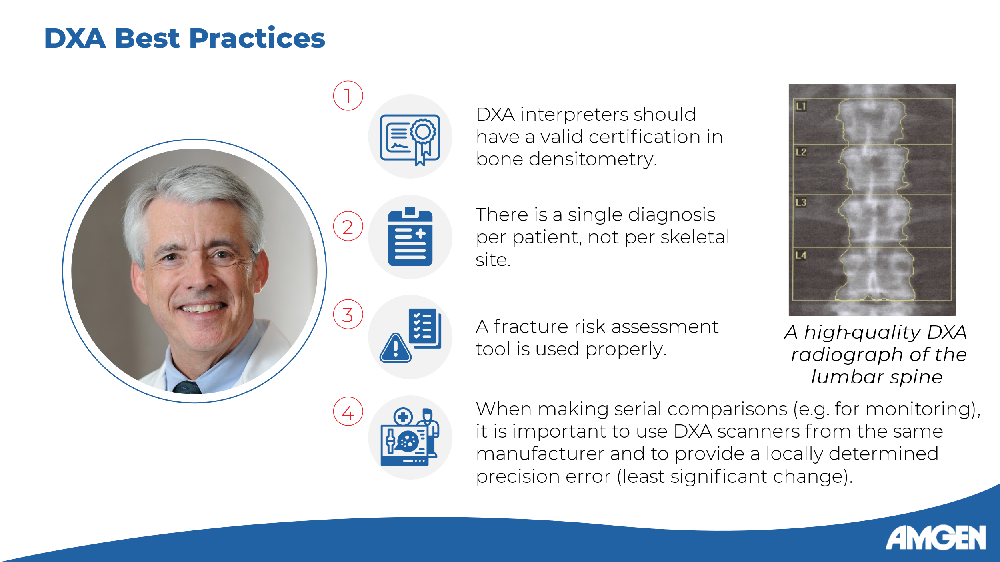 DXA Best Practices
1
DXA interpreters should
have a valid certification in
bone densitometry.
2
There is a single diagnosis
per patient, not per skeletal
site.
3
A fracture risk assessment
tool is used properly.
4
When making serial comparisons (e.g. for monitoring),
it is important to use DXA scanners from the same
manufacturer and to provide a locally determined
precision error (least significant change).
L1
L2
L3
L4
A high-quality DXA
radiograph of the
lumbar spine
AMGEN